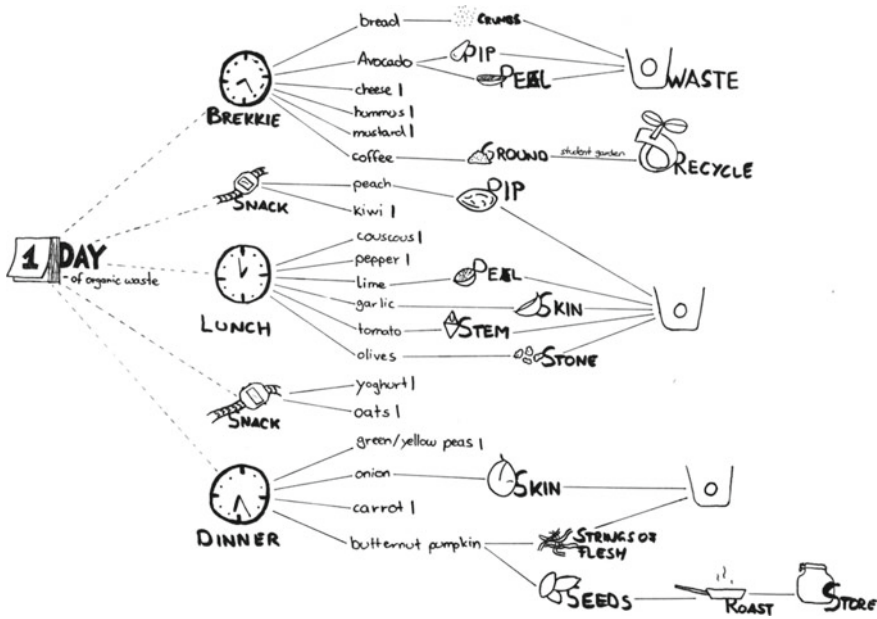 bread CRUMBS
Avocado PIP
PEEL WASTE
cheese
BREKKIE
hummus
mustard
coffee GROUND student garden RECYCLE
peach PIP
SNACK
kiwi
1 DAY
- of organic waste
couscous
pepper
lime PEEL
garlic SKIN
LUNCH
tomato STEM
olives STONE
yoghurt
SNACK
oats
green/yellow peas
onion SKIN
carrot
DINNER
butternut pumpkin STRINGS OF
FLESH
SEEDS ROAST STORE